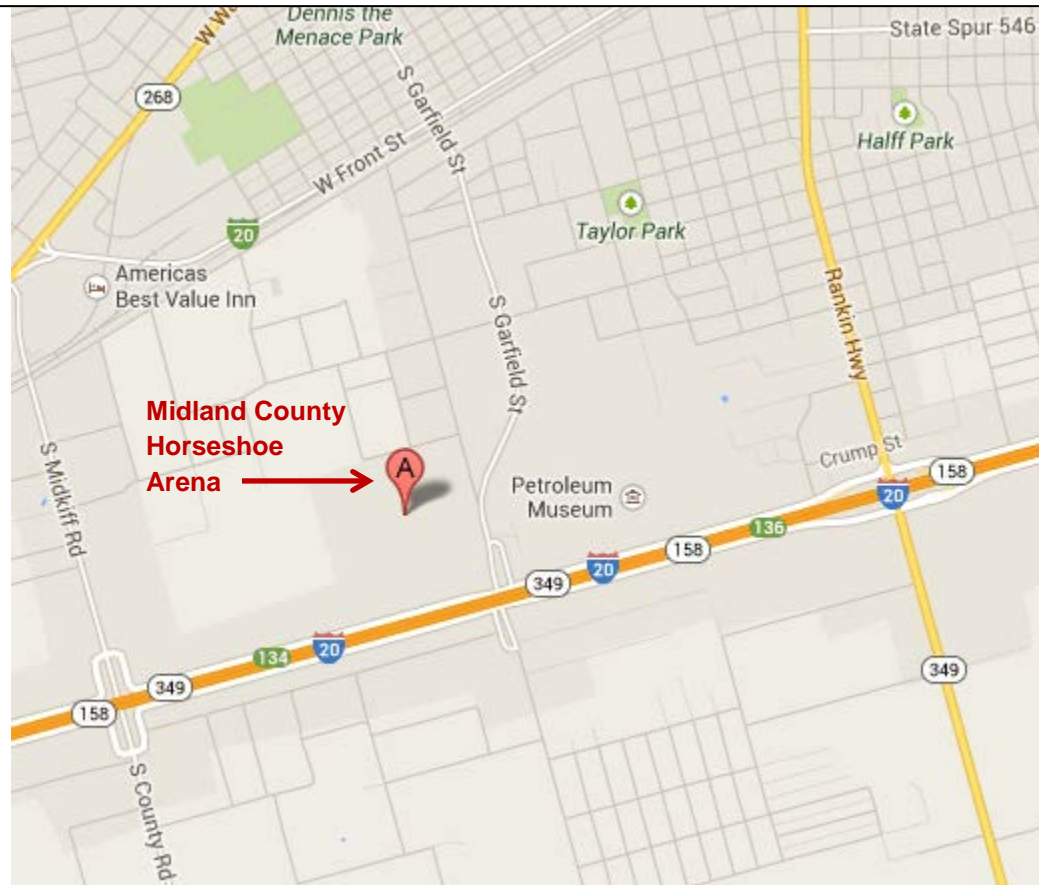 Dennis the
Menace Park
W Wa
State Spur 546
268
S Garfield St
Halff Park
W Front St
20
Taylor Park
Americas
Best Value Inn
Rankin Hwy
S Garfield St
Midland County
Horseshoe
Arena
A
S Midkiff Rd
Crump St
158
Petroleum
Museum
20
136
158
20
349
134
20
349
349
158
S County Rd